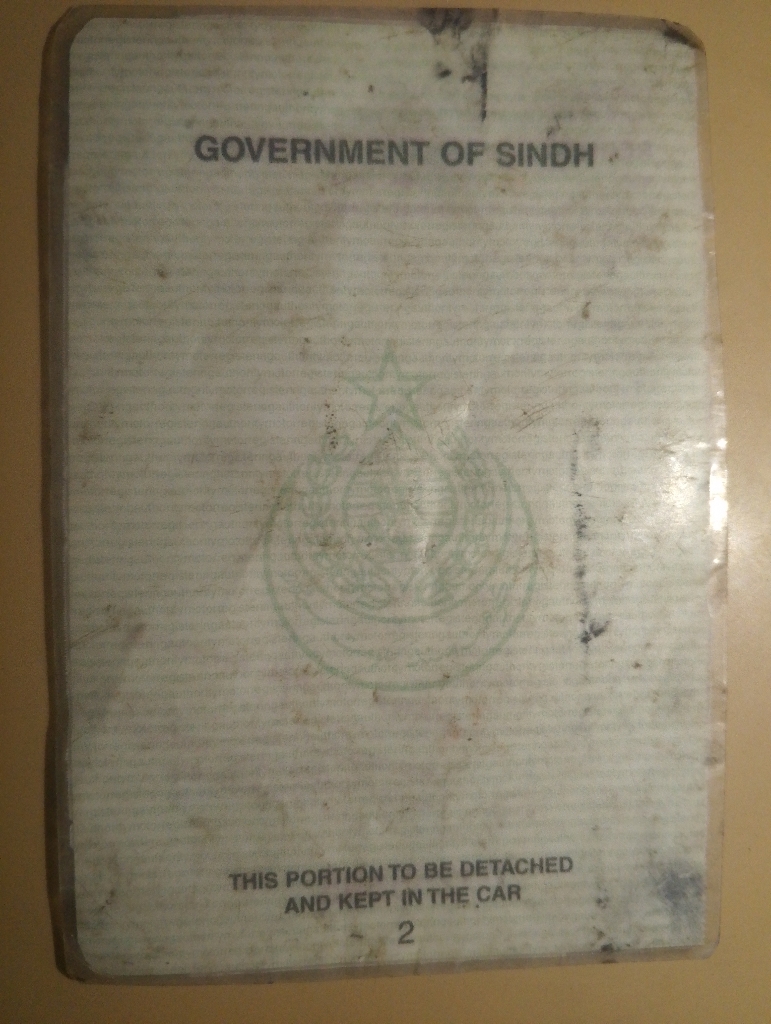 GOVERNMENT OF SINDH
THIS PORTION TO BE DETACHED
AND KEPT IN THE CAR
2